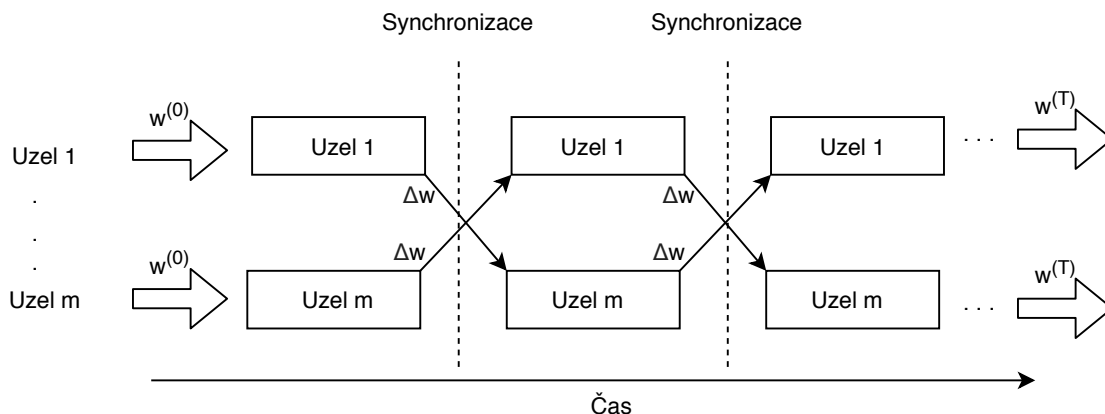 Synchronizace Synchronizace
w(0) w(T)
Uzel 1 Uzel 1 Uzel 1 Uzel 1 . . .
.
.
.
Δw Δw
Δw Δw
w(0) w(T)
Uzel m Uzel m Uzel m Uzel m . . .
Čas